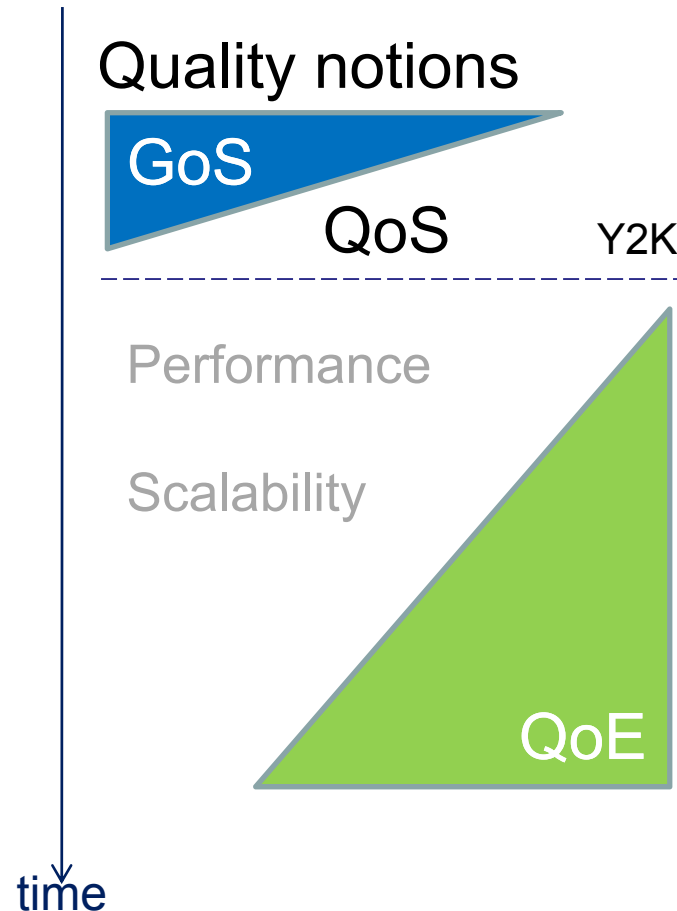 Quality notions
GoS
QoS
Y2K
Performance
Scalability
QoE
time